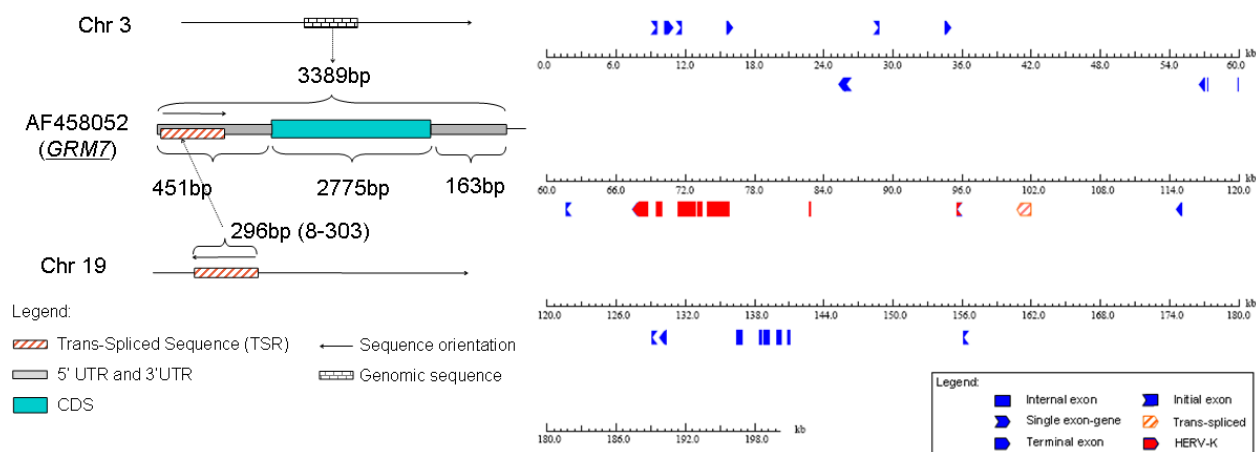 Chr 3
3389bp
AF458052
(GRM7)
451bp 2775bp 163bp
296bp (8-303)
Chr 19
Legend:
Trans-Spliced Sequence (TSR) Sequence orientation
5' UTR and 3'UTR Genomic sequence
CDS
0.0 6.0 12.0 18.0 24.0 30.0 36.0 42.0 48.0 54.0 60.0 kb
60.0 66.0 72.0 78.0 84.0 90.0 96.0 102.0 108.0 114.0 120.0 kb
120.0 126.0 132.0 138.0 144.0 150.0 156.0 162.0 168.0 174.0 180.0 kb
180.0 186.0 192.0 198.0 kb
Legend:
Internal exon Initial exon
Single exon-gene Trans-spliced
Terminal exon HERV-K